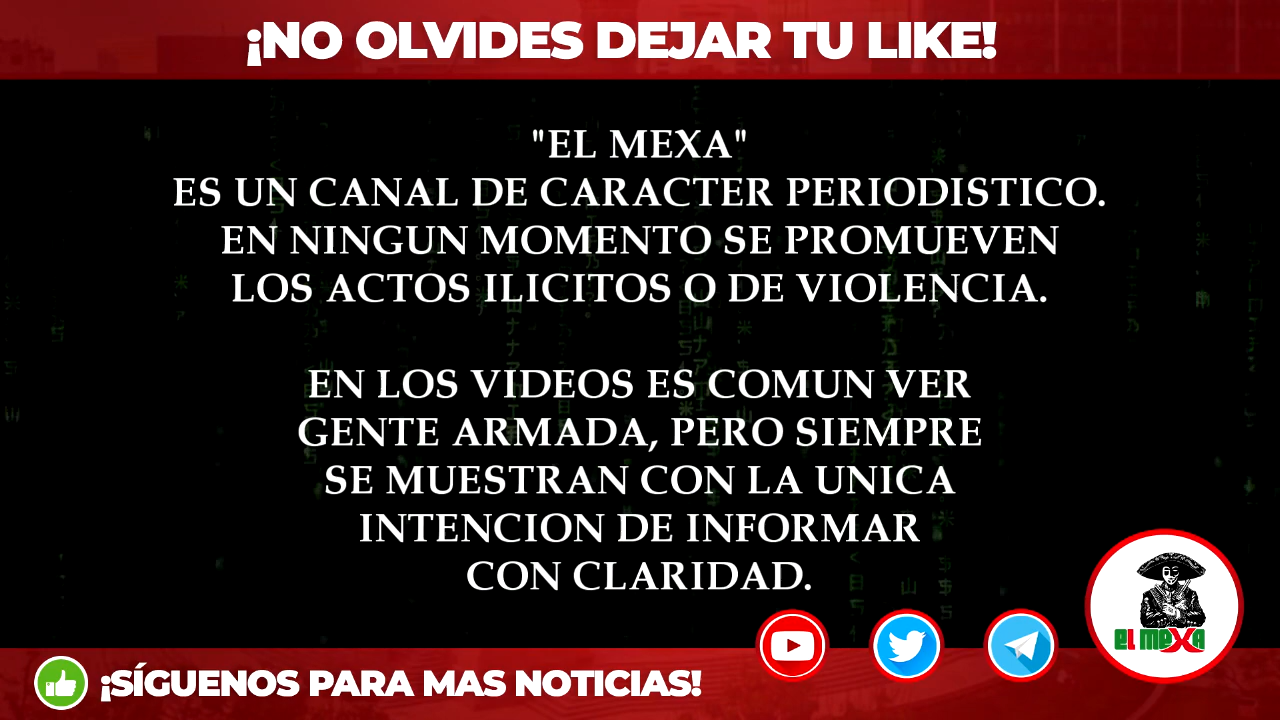 ¡NO OLVIDES DEJAR TU LIKE!
"EL MEXA"
ES UN CANAL DE CARACTER PERIODISTICO.
EN NINGUN MOMENTO SE PROMUEVEN
LOS ACTOS ILICITOS O DE VIOLENCIA.
EN LOS VIDEOS ES COMUN VER
GENTE ARMADA, PERO SIEMPRE
SE MUESTRAN CON LA UNICA
INTENCION DE INFORMAR
CON CLARIDAD.
EL MEXA
¡SÍGUENOS PARA MAS NOTICIAS!